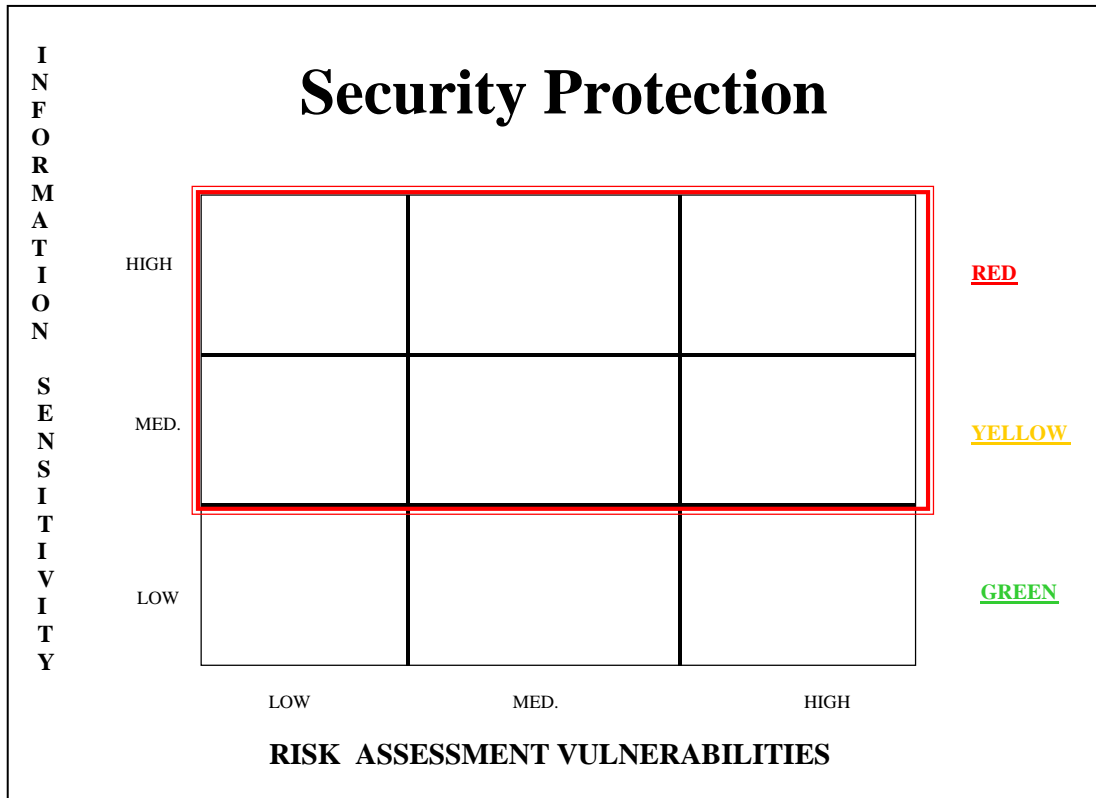 Security Protection
INFORMATION SENSITIVITY
HIGH
RED
MED.
YELLOW
LOW
GREEN
LOW MED. HIGH
RISK ASSESSMENT VULNERABILITIES